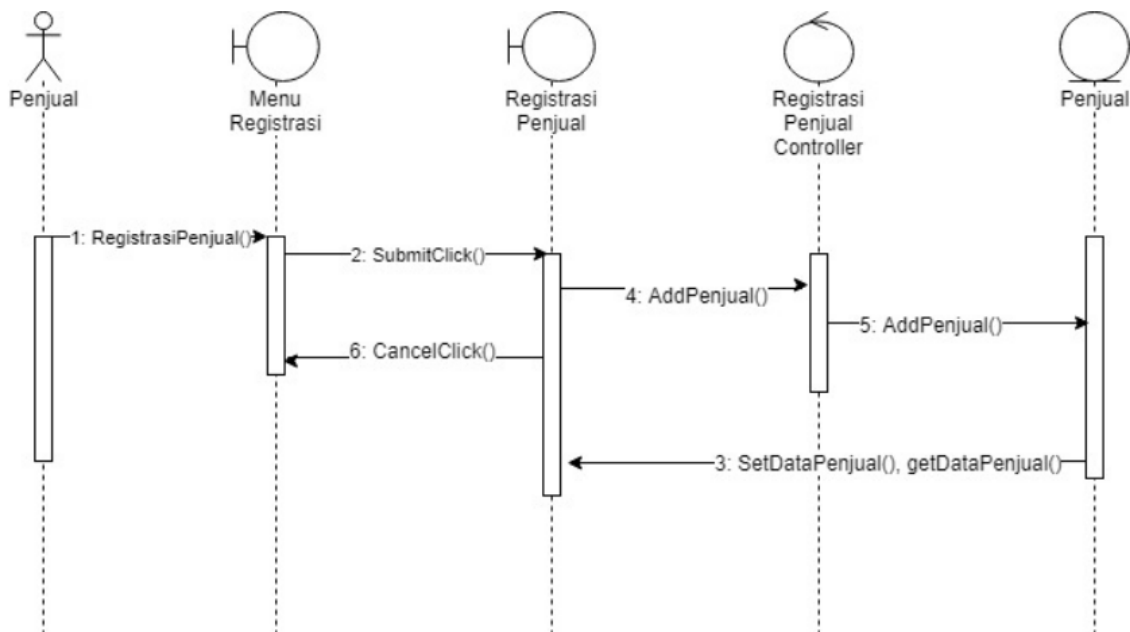 Penjual
Menu
Registrasi
Registrasi
Penjual
Registrasi
Penjual
Controller
Penjual
1: RegistrasiPenjual()
2: SubmitClick()
4: AddPenjual()
5: AddPenjual()
6: CancelClick()
3: SetDataPenjual(), getDataPenjual()